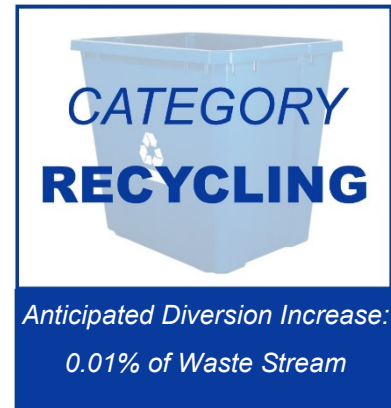 CATEGORY
RECYCLING
Anticipated Diversion Increase:
0.01% of Waste Stream